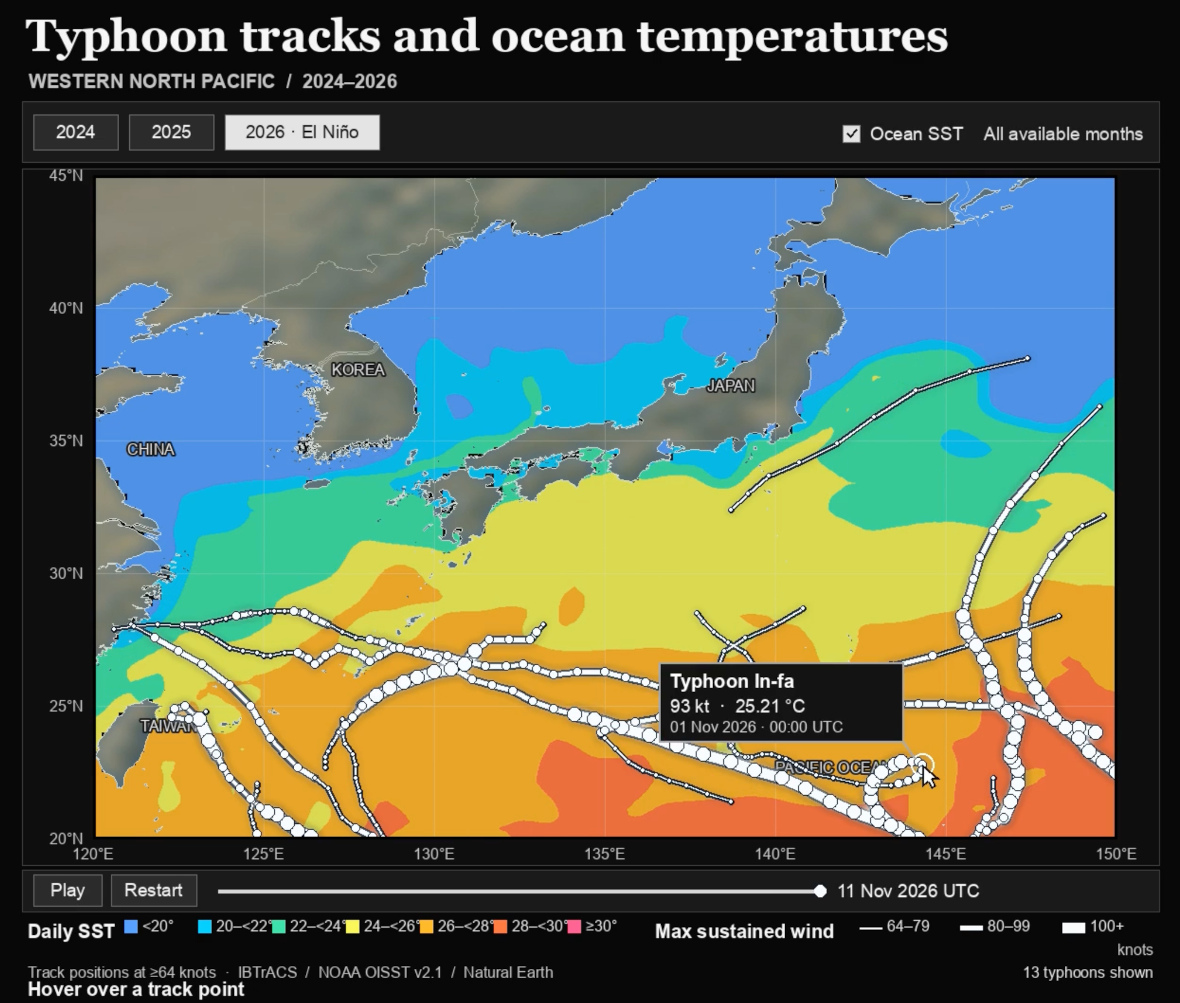 Typhoon tracks and ocean temperatures
WESTERN NORTH PACIFIC / 2024–2026
2024 2025 2026 · El Niño Ocean SST All available months
45°N
40°N
KOREA
JAPAN
35°N
CHINA
30°N
Typhoon In-fa
93 kt · 25.21 °C
01 Nov 2026 · 00:00 UTC
25°N
TAIWAN
PACIFIC OCEAN
20°N
120°E 125°E 130°E 135°E 140°E 145°E 150°E
Play Restart 11 Nov 2026 UTC
Daily SST <20° 20–<22° 22–<24° 24–<26° 26–<28° 28–<30° ≥30° Max sustained wind 64–79 80–99 100+
knots
Track positions at ≥64 knots · IBTrACS / NOAA OISST v2.1 / Natural Earth 13 typhoons shown
Hover over a track point